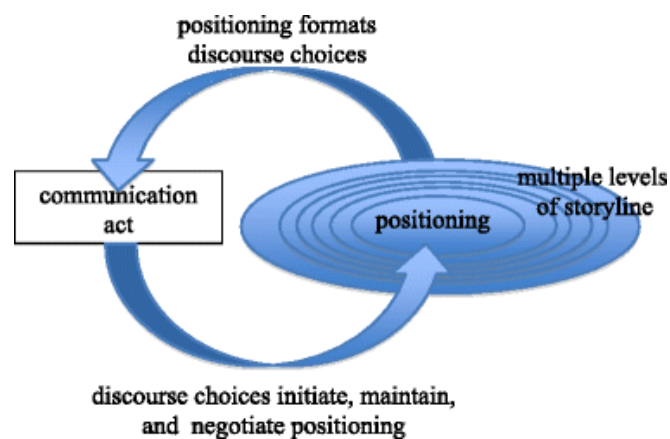 positioning formats
discourse choices
communication
act
multiple levels
of storyline
positioning
discourse choices initiate, maintain,
and negotiate positioning